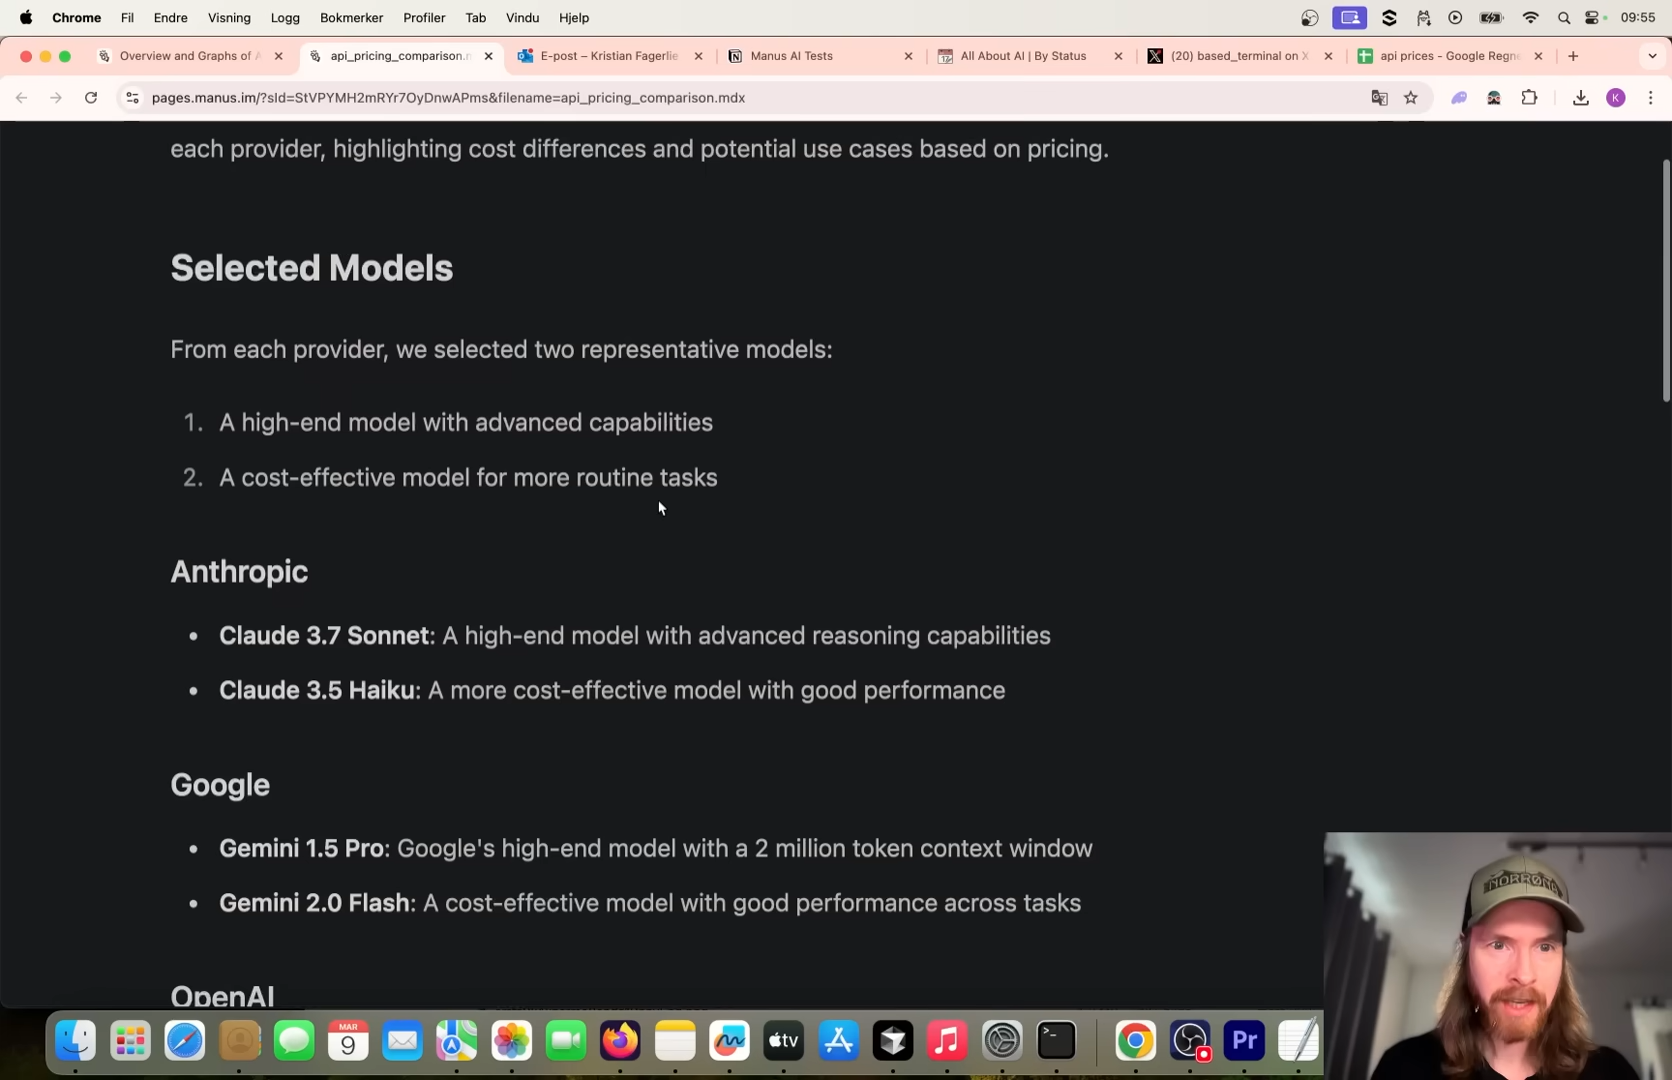 Chrome Fil Endre Visning Logg Bokmerker Profiler Tab Vindu Hjelp 09:55
Overview and Graphs of A
api_pricing_comparison.n
E-post – Kristian Fagerlie
Manus AI Tests
All About AI | By Status
(20) based_terminal on X
api prices - Google Regne
pages.manus.im/?sId=StVPYMH2mRYr7OyDnwAPms&filename=api_pricing_comparison.mdx
K
each provider, highlighting cost differences and potential use cases based on pricing.
Selected Models
From each provider, we selected two representative models:
1. A high-end model with advanced capabilities
2. A cost-effective model for more routine tasks
Anthropic
• Claude 3.7 Sonnet: A high-end model with advanced reasoning capabilities
• Claude 3.5 Haiku: A more cost-effective model with good performance
Google
• Gemini 1.5 Pro: Google's high-end model with a 2 million token context window
• Gemini 2.0 Flash: A cost-effective model with good performance across tasks
OpenAI
NORRØNA
MAR
9
tv
Pr